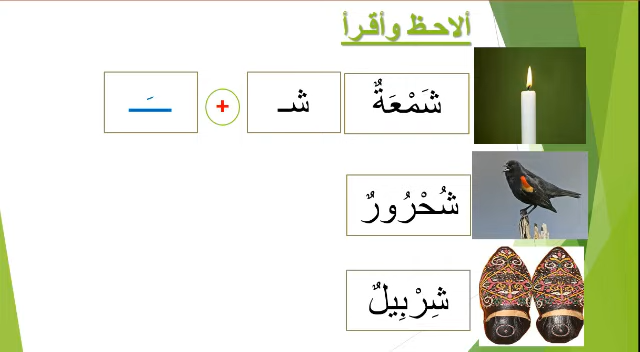 ألاحظ وأقرأ
شَمْعَةٌ شـ + ـَـ
شُحْرُورٌ
شِرْبِيلٌ